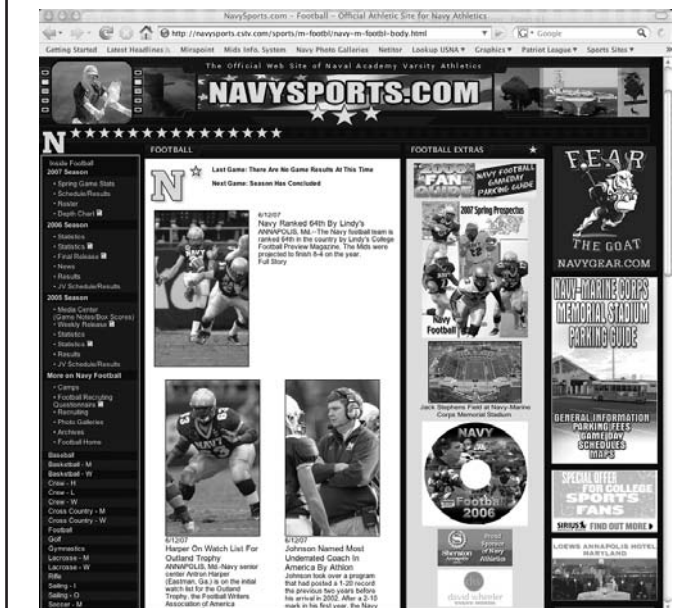 NavySports.com - Football - Official Athletic Site for Navy Athletics
http://navysports.cstv.com/sports/m-footbl/navy-m-footbl-body.html
Google
Getting Started Latest Headlines Mirapoint Mids Info. System Navy Photo Galleries Netitor Lookup USNA Graphics Patriot League Sports Sites
The Official Web Site of Naval Academy Varsity Athletics
NAVYSPORTS.COM
N
Inside Football
2007 Season
• Spring Game Stats
• Schedule/Results
• Roster
• Depth Chart
2006 Season
• Statistics
• Statistics
• Final Release
• News
• Results
• JV Schedule/Results
2005 Season
• Media Center
(Game Notes/Box Scores)
• Weekly Release
• Statistics
• Statistics
• Results
• JV Schedule/Results
More on Navy Football
• Camps
• Football Recruting
Questionnaire
• Recruiting
• Photo Galleries
• Archives
• Football Home
Baseball
Basketball - M
Basketball - W
Crew - H
Crew - L
Crew - W
Cross Country - M
Cross Country - W
Football
Golf
Gymnastics
Lacrosse - M
Lacrosse - W
Rifle
Sailing - I
Sailing - O
Soccer - M
FOOTBALL
N
Last Game: There Are No Game Results At This Time
Next Game: Season Has Concluded
6/12/07
Navy Ranked 64th By Lindy's
ANNAPOLIS, Md.--The Navy football team is
ranked 64th in the country by Lindy's College
Football Preview Magazine. The Mids were
projected to finish 8-4 on the year.
Full Story
6/12/07
Harper On Watch List For
Outland Trophy
ANNAPOLIS, Md.-Navy senior
center Antron Harper
(Eastman, Ga.) is on the initial
watch list for the Outland
Trophy, the Football Writers
Association of America
6/12/07
Johnson Named Most
Underrated Coach In
America By Athlon
Johnson took over a program
that had posted a 1-20 record
the previous two years before
his arrival in 2002. After a 2-10
mark in his first year, the Navy
FOOTBALL EXTRAS
FAN
GUIDE
NAVY FOOTBALL
GAMEDAY
PARKING GUIDE
2007 Spring Prospectus
Navy
Football
Jack Stephens Field at Navy-Marine
Corps Memorial Stadium
NAVY
Football
2006
Sheraton
Proud
Sponsor
of Navy
Athletics
david wheeler
F.E.A.R
THE GOAT
NAVYGEAR.COM
NAVY-MARINE CORPS
MEMORIAL STADIUM
PARKING GUIDE
GENERAL INFORMATION
PARKING FEES
GAME DAY
SCHEDULES
MAPS
SPECIAL OFFER
FOR COLLEGE
SPORTS
FANS
SIRIUS
FIND OUT MORE
LOEWS ANNAPOLIS HOTEL
MARYLAND